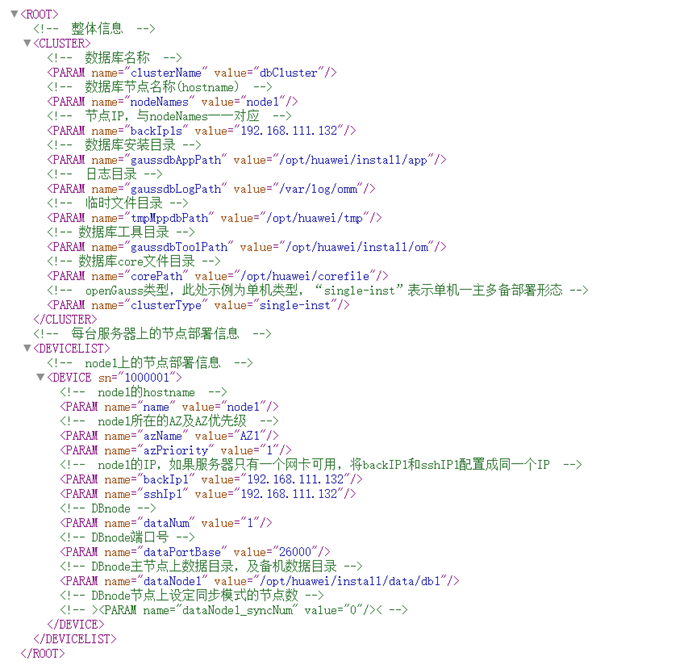 ▼<ROOT>
<!-- 整体信息 -->
▼<CLUSTER>
<!-- 数据库名称 -->
<PARAM name="clusterName" value="dbCluster"/>
<!-- 数据库节点名称(hostname) -->
<PARAM name="nodeNames" value="node1"/>
<!-- 节点IP，与nodeNames一一对应 -->
<PARAM name="backIp1s" value="192.168.111.132"/>
<!-- 数据库安装目录 -->
<PARAM name="gaussdbAppPath" value="/opt/huawei/install/app"/>
<!-- 日志目录 -->
<PARAM name="gaussdbLogPath" value="/var/log/omm"/>
<!-- 临时文件目录 -->
<PARAM name="tmpMppdbPath" value="/opt/huawei/tmp"/>
<!-- 数据库工具目录 -->
<PARAM name="gaussdbToolPath" value="/opt/huawei/install/om"/>
<!-- 数据库core文件目录 -->
<PARAM name="corePath" value="/opt/huawei/corefile"/>
<!-- openGauss类型，此处示例为单机类型，“single-inst”表示单机一主多备部署形态 -->
<PARAM name="clusterType" value="single-inst"/>
</CLUSTER>
<!-- 每台服务器上的节点部署信息 -->
▼<DEVICELIST>
<!-- node1上的节点部署信息 -->
▼<DEVICE sn="1000001">
<!-- node1的hostname -->
<PARAM name="name" value="node1"/>
<!-- node1所在的AZ及AZ优先级 -->
<PARAM name="azName" value="AZ1"/>
<PARAM name="azPriority" value="1"/>
<!-- node1的IP，如果服务器只有一个网卡可用，将backIP1和sshIP1配置成同一个IP -->
<PARAM name="backIp1" value="192.168.111.132"/>
<PARAM name="sshIp1" value="192.168.111.132"/>
<!-- DBnode -->
<PARAM name="dataNum" value="1"/>
<!-- DBnode端口号 -->
<PARAM name="dataPortBase" value="26000"/>
<!-- DBnode主节点上数据目录，及备机数据目录 -->
<PARAM name="dataNode1" value="/opt/huawei/install/data/db1"/>
<!-- DBnode节点上设定同步模式的节点数 -->
<!-- ><PARAM name="dataNode1_syncNum" value="0"/>< -->
</DEVICE>
</DEVICELIST>
</ROOT>